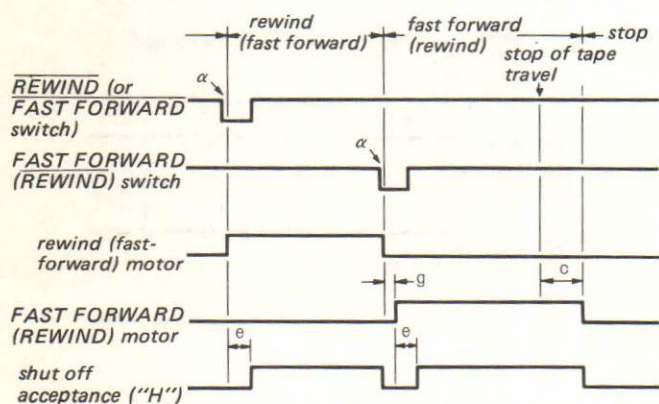 rewind
(fast forward)
fast forward
(rewind)
stop
stop of tape
travel
α
REWIND (or
FAST FORWARD
switch)
α
FAST FORWARD
(REWIND) switch
rewind (fast-
forward) motor
g
c
FAST FORWARD
(REWIND) motor
e
e
shut off
acceptance ("H")